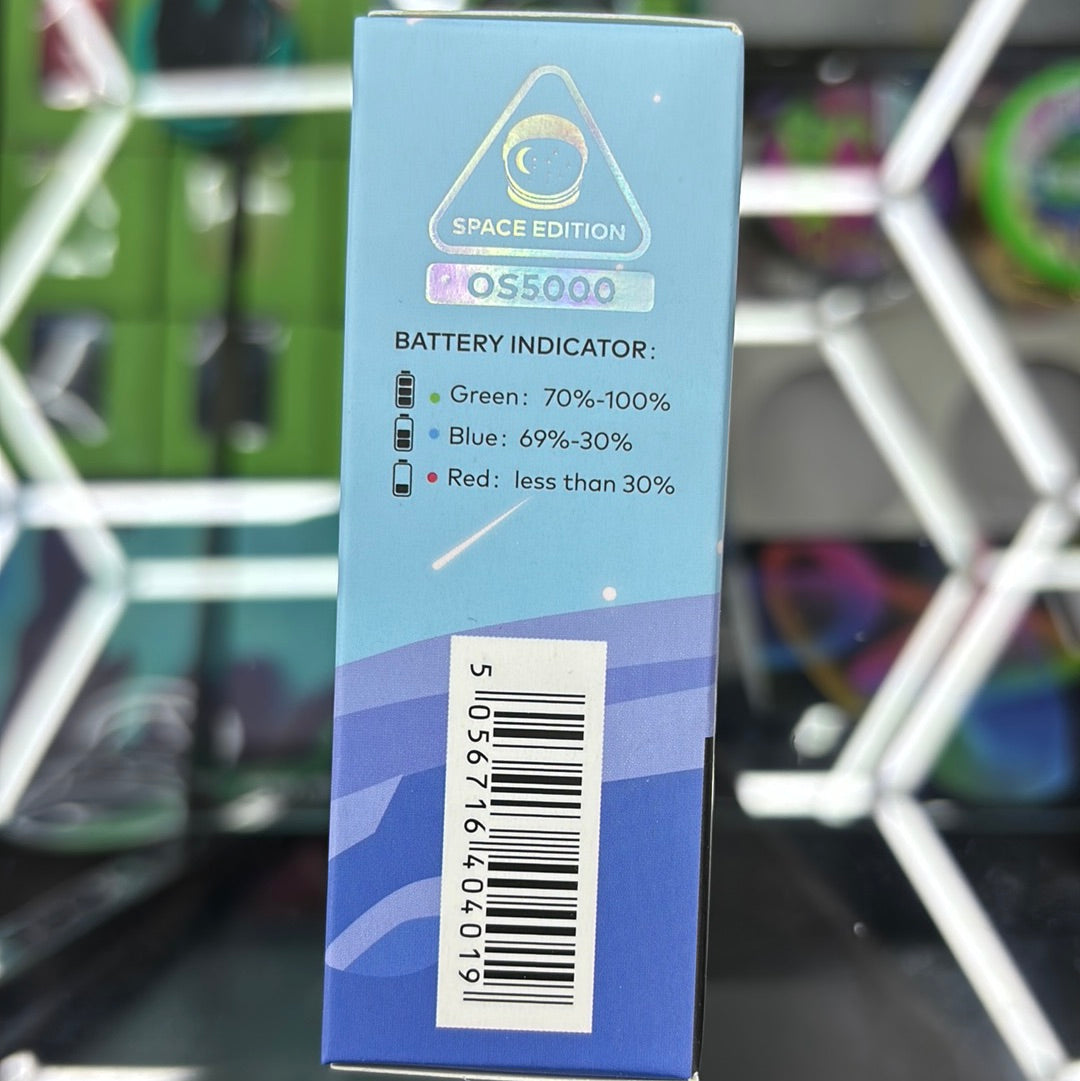 SPACE EDITION
OS5000
BATTERY INDICATOR:
Green: 70%-100%
Blue: 69%-30%
Red: less than 30%
5 056716 404019